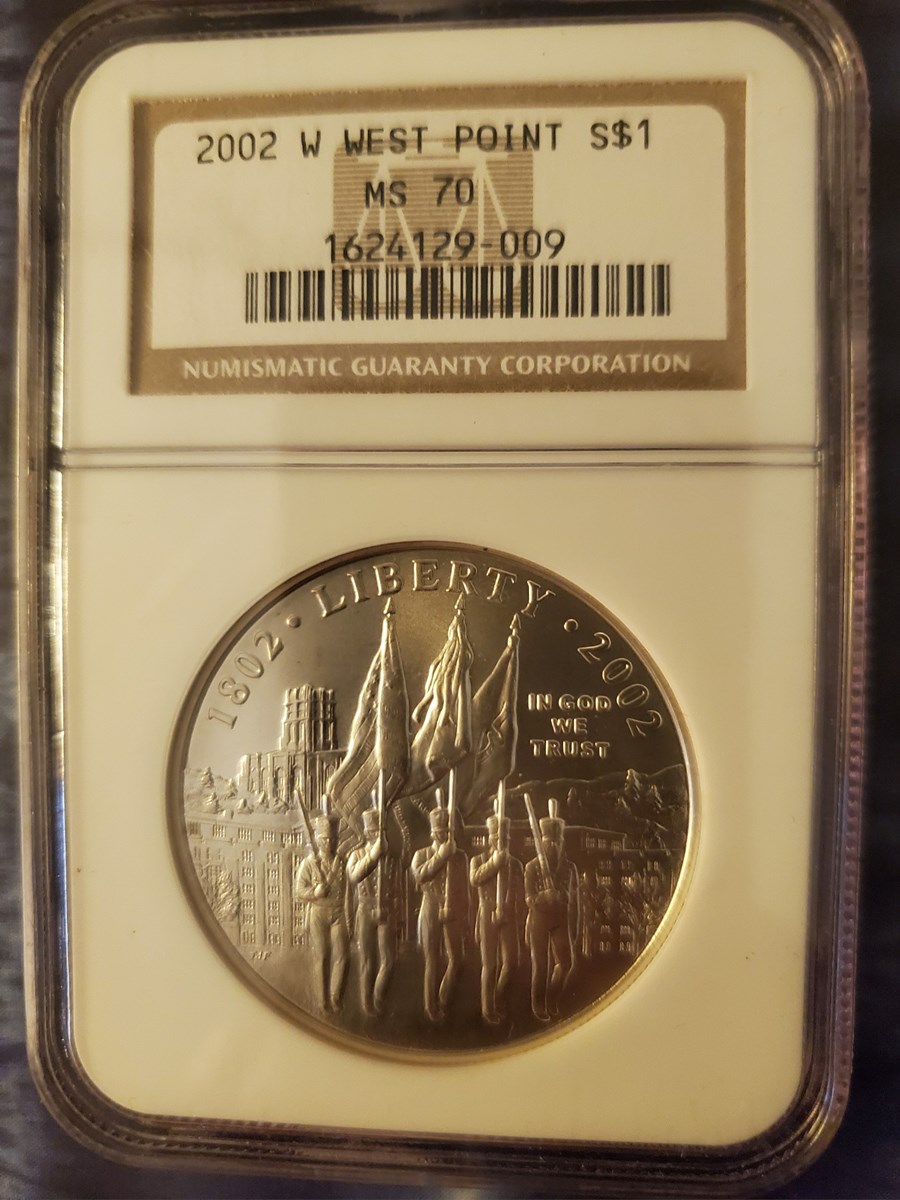 2002 W WEST POINT S$1
MS 70
1624129-009
NUMISMATIC GUARANTY CORPORATION
1802 • LIBERTY • 2002
IN GOD
WE
TRUST